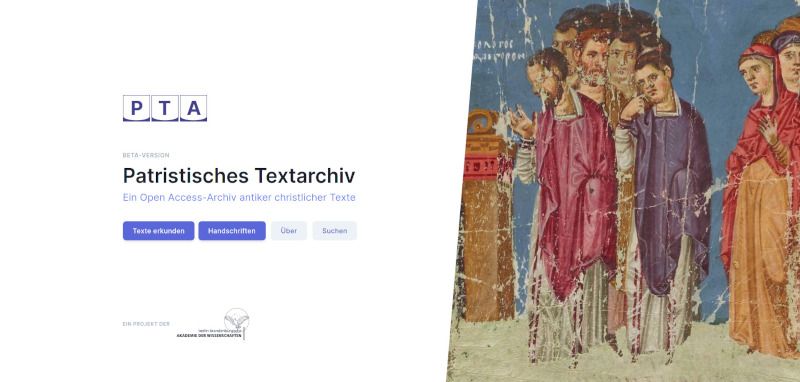 PTA
BETA-VERSION
Patristisches Textarchiv
Ein Open Access-Archiv antiker christlicher Texte
Texte erkunden Handschriften Über Suchen
EIN PROJEKT DER
berlin-brandenburgische
AKADEMIE DER WISSENSCHAFTEN